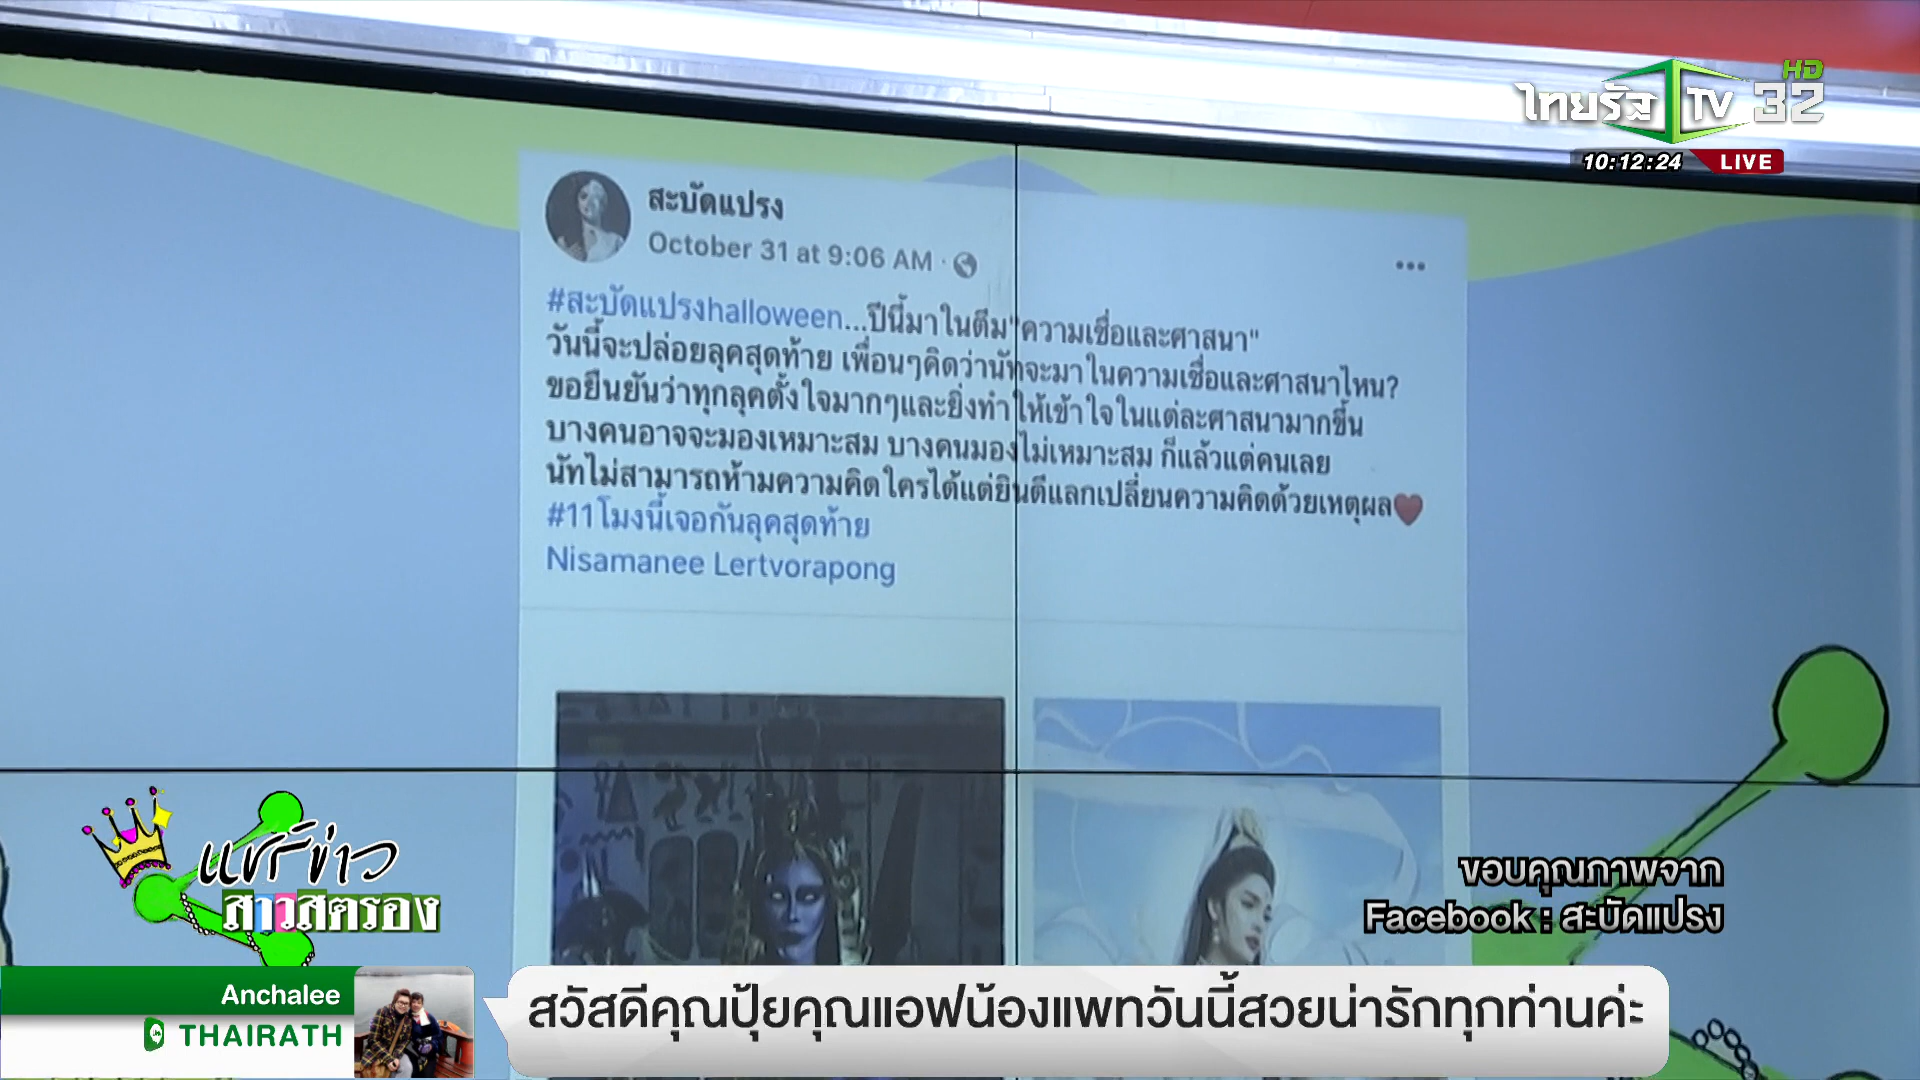 HD
ไทยรัฐ TV 32
10:12:24 LIVE
สะบัดแปรง
October 31 at 9:06 AM ·
#สะบัดแปรงhalloween...ปีนี้มาในตีม"ความเชื่อและศาสนา"
วันนี้จะปล่อยลุคสุดท้าย เพื่อนๆคิดว่านัทจะมาในความเชื่อและศาสนาไหน?
ขอยืนยันว่าทุกลุคตั้งใจมากๆและยิ่งทำให้เข้าใจในแต่ละศาสนามากขึ้น
บางคนอาจจะมองเหมาะสม บางคนมองไม่เหมาะสม ก็แล้วแต่คนเลย
นัทไม่สามารถห้ามความคิดใครได้แต่ยินดีแลกเปลี่ยนความคิดด้วยเหตุผล❤
#11โมงนี้เจอกันลุคสุดท้าย
Nisamanee Lertvorapong
แชร์ข่าว
สาวสตรอง
ขอบคุณภาพจาก
Facebook : สะบัดแปรง
Anchalee
THAIRATH
สวัสดีคุณปุ้ยคุณแอฟน้องแพทวันนี้สวยน่ารักทุกท่านค่ะ